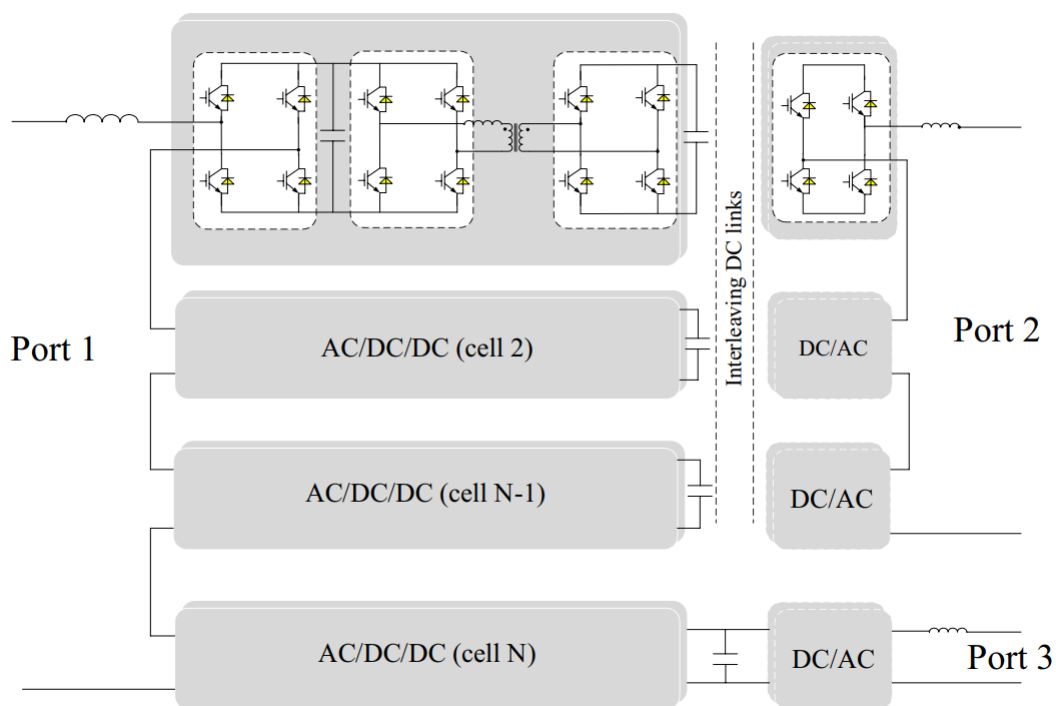 Port 1
AC/DC/DC (cell 2)
AC/DC/DC (cell N-1)
AC/DC/DC (cell N)
Interleaving DC links
DC/AC
DC/AC
DC/AC
Port 2
Port 3